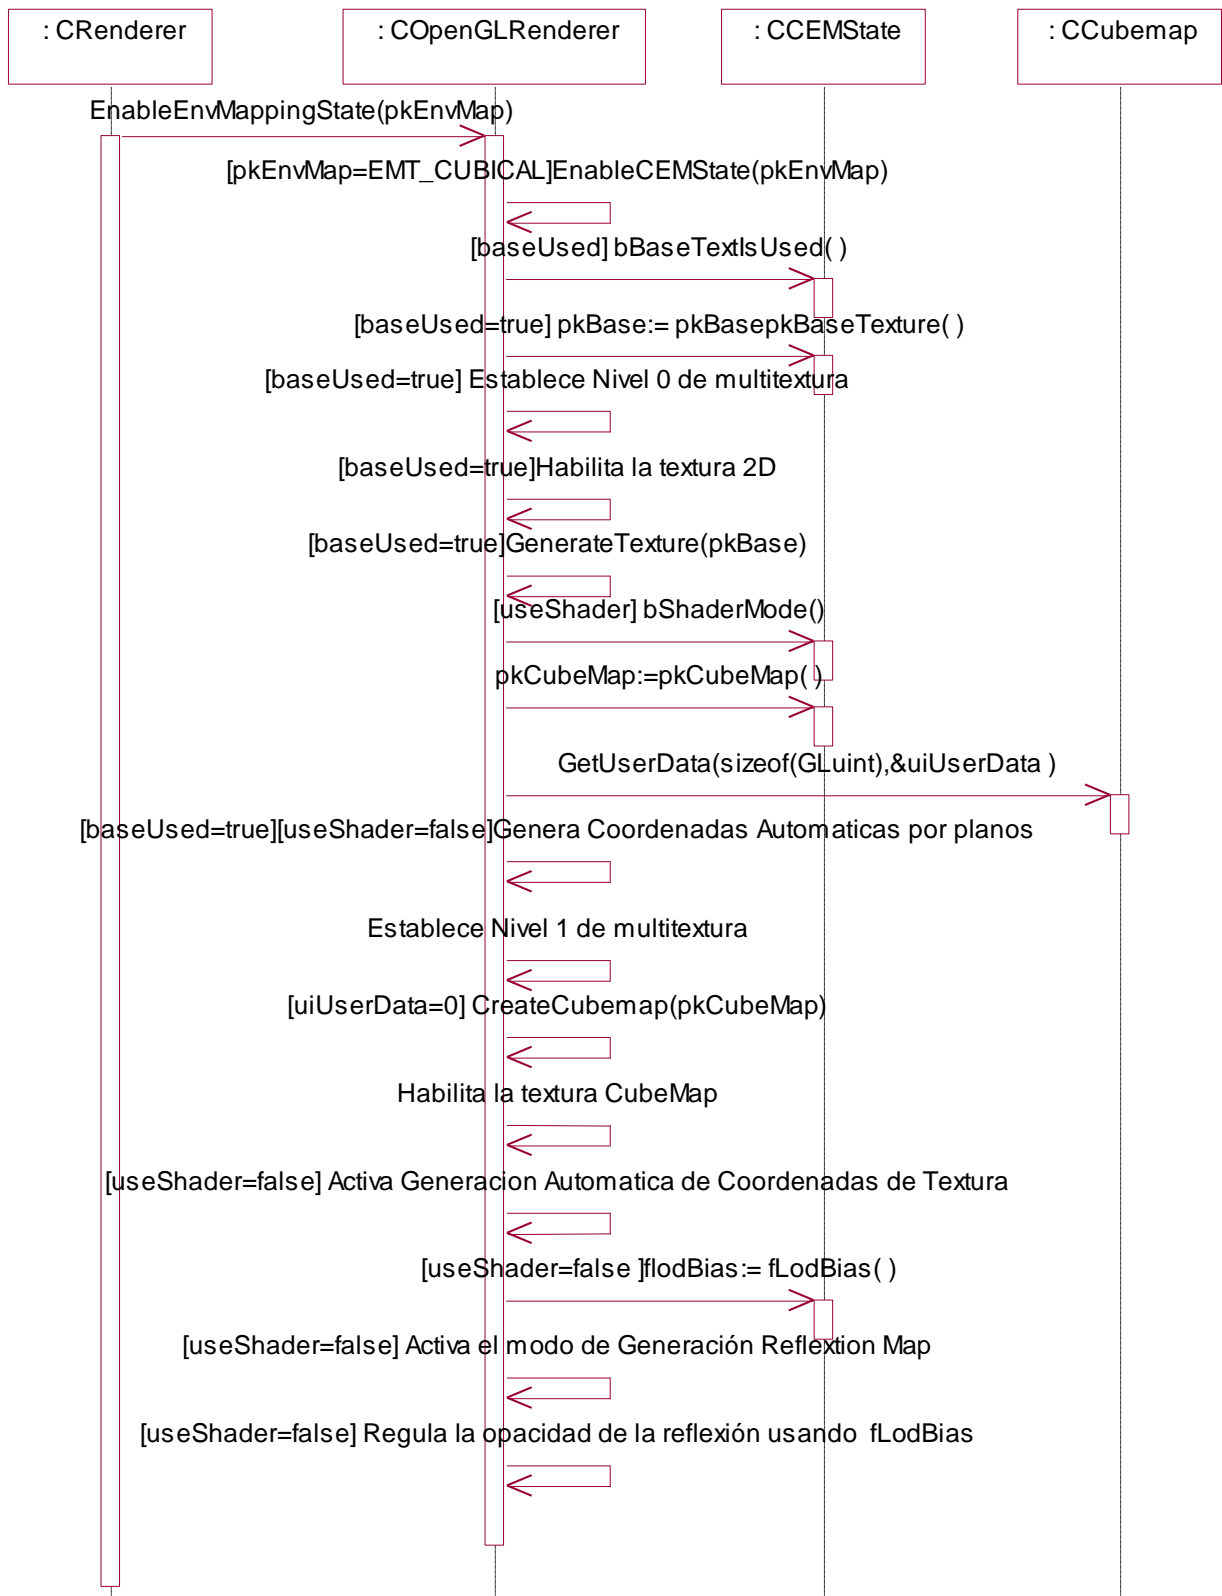 : CRenderer
: COpenGLRenderer
: CCEMState
: CCubemap
EnableEnvMappingState(pkEnvMap)
[pkEnvMap=EMT_CUBICAL]EnableCEMState(pkEnvMap)
[baseUsed] bBaseTextIsUsed( )
[baseUsed=true] pkBase:= pkBasepkBaseTexture( )
[baseUsed=true] Establece Nivel 0 de multitextura
[baseUsed=true]Habilita la textura 2D
[baseUsed=true]GenerateTexture(pkBase)
[useShader] bShaderMode()
pkCubeMap:=pkCubeMap( )
GetUserData(sizeof(GLuint),&uiUserData )
[baseUsed=true][useShader=false]Genera Coordenadas Automaticas por planos
Establece Nivel 1 de multitextura
[uiUserData=0] CreateCubemap(pkCubeMap)
Habilita la textura CubeMap
[useShader=false] Activa Generacion Automatica de Coordenadas de Textura
[useShader=false ]flodBias:= fLodBias( )
[useShader=false] Activa el modo de Generación Reflextion Map
[useShader=false] Regula la opacidad de la reflexión usando  fLodBias